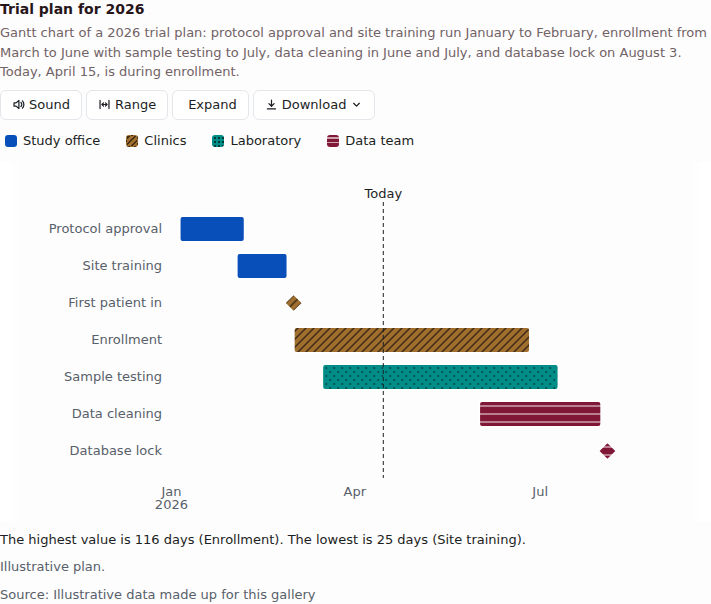 Trial plan for 2026
Gantt chart of a 2026 trial plan: protocol approval and site training run January to February, enrollment from
March to June with sample testing to July, data cleaning in June and July, and database lock on August 3.
Today, April 15, is during enrollment.
Sound Range Expand Download
Study office Clinics Laboratory Data team
Today
Protocol approval
Site training
First patient in
Enrollment
Sample testing
Data cleaning
Database lock
Jan Apr Jul
2026
The highest value is 116 days (Enrollment). The lowest is 25 days (Site training).
Illustrative plan.
Source: Illustrative data made up for this gallery